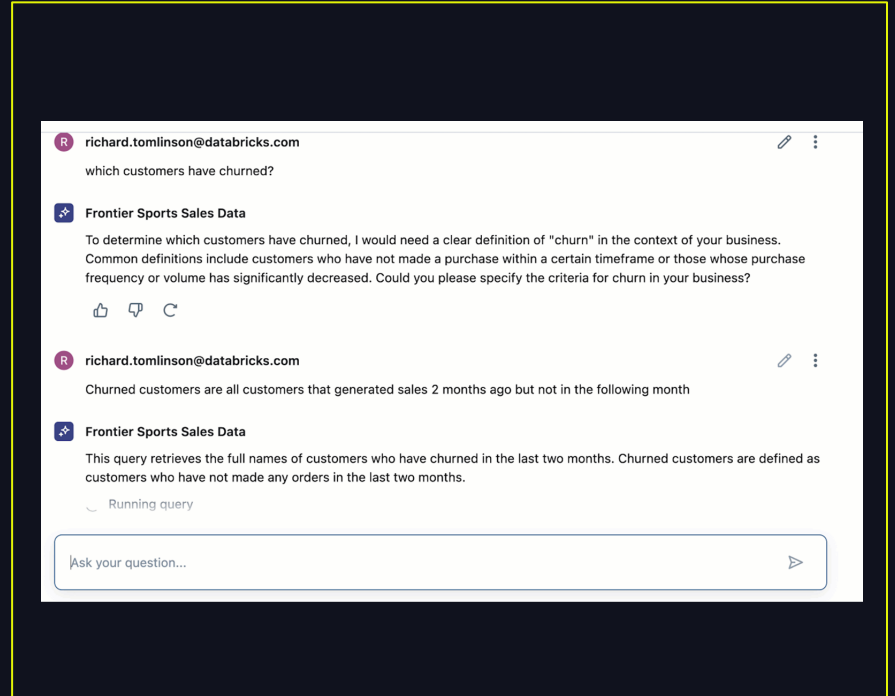 R richard.tomlinson@databricks.com
which customers have churned?
Frontier Sports Sales Data
To determine which customers have churned, I would need a clear definition of "churn" in the context of your business.
Common definitions include customers who have not made a purchase within a certain timeframe or those whose purchase
frequency or volume has significantly decreased. Could you please specify the criteria for churn in your business?
R richard.tomlinson@databricks.com
Churned customers are all customers that generated sales 2 months ago but not in the following month
Frontier Sports Sales Data
This query retrieves the full names of customers who have churned in the last two months. Churned customers are defined as
customers who have not made any orders in the last two months.
Running query
Ask your question...